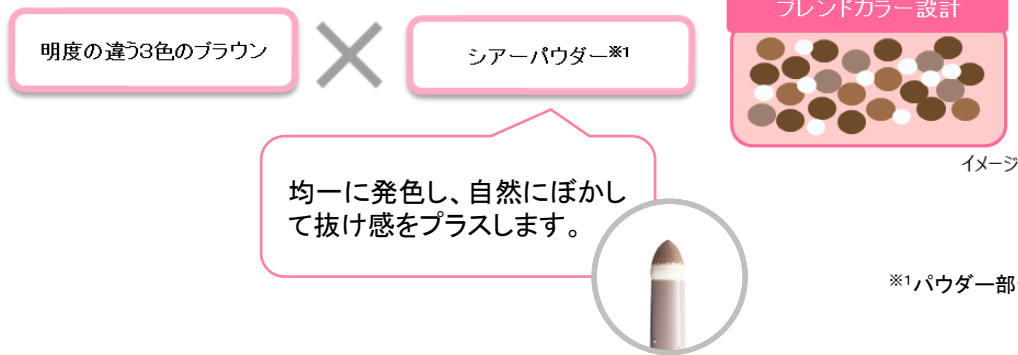 明度の違う3色のブラウン
シアーパウダー※1
ブレンドカラー設計
イメージ
均一に発色し、自然にぼかし
て抜け感をプラスします。
※1パウダー部